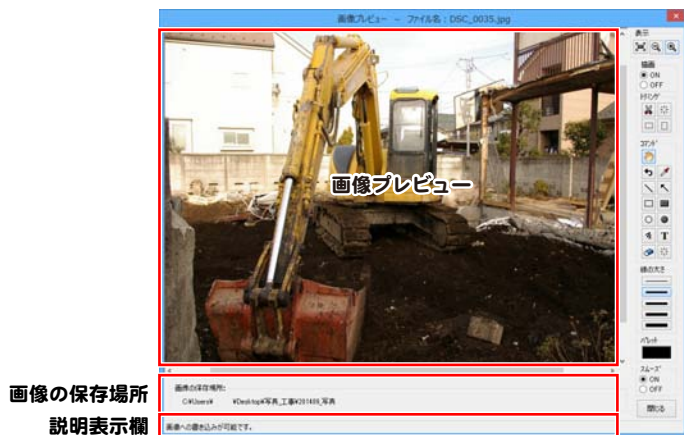 画像プレビュー － ファイル名 : DSC_0035.jpg
表示
描画
ON
OFF
トリミング
コマンド
T
線の太さ
パレット
スムーズ
ON
OFF
閉じる
画像プレビュー
画像の保存場所
画像の保存場所:
C:¥Users¥ ¥Desktop¥写真_工事¥201409_写真
説明表示欄
画像への書き込みが可能です。